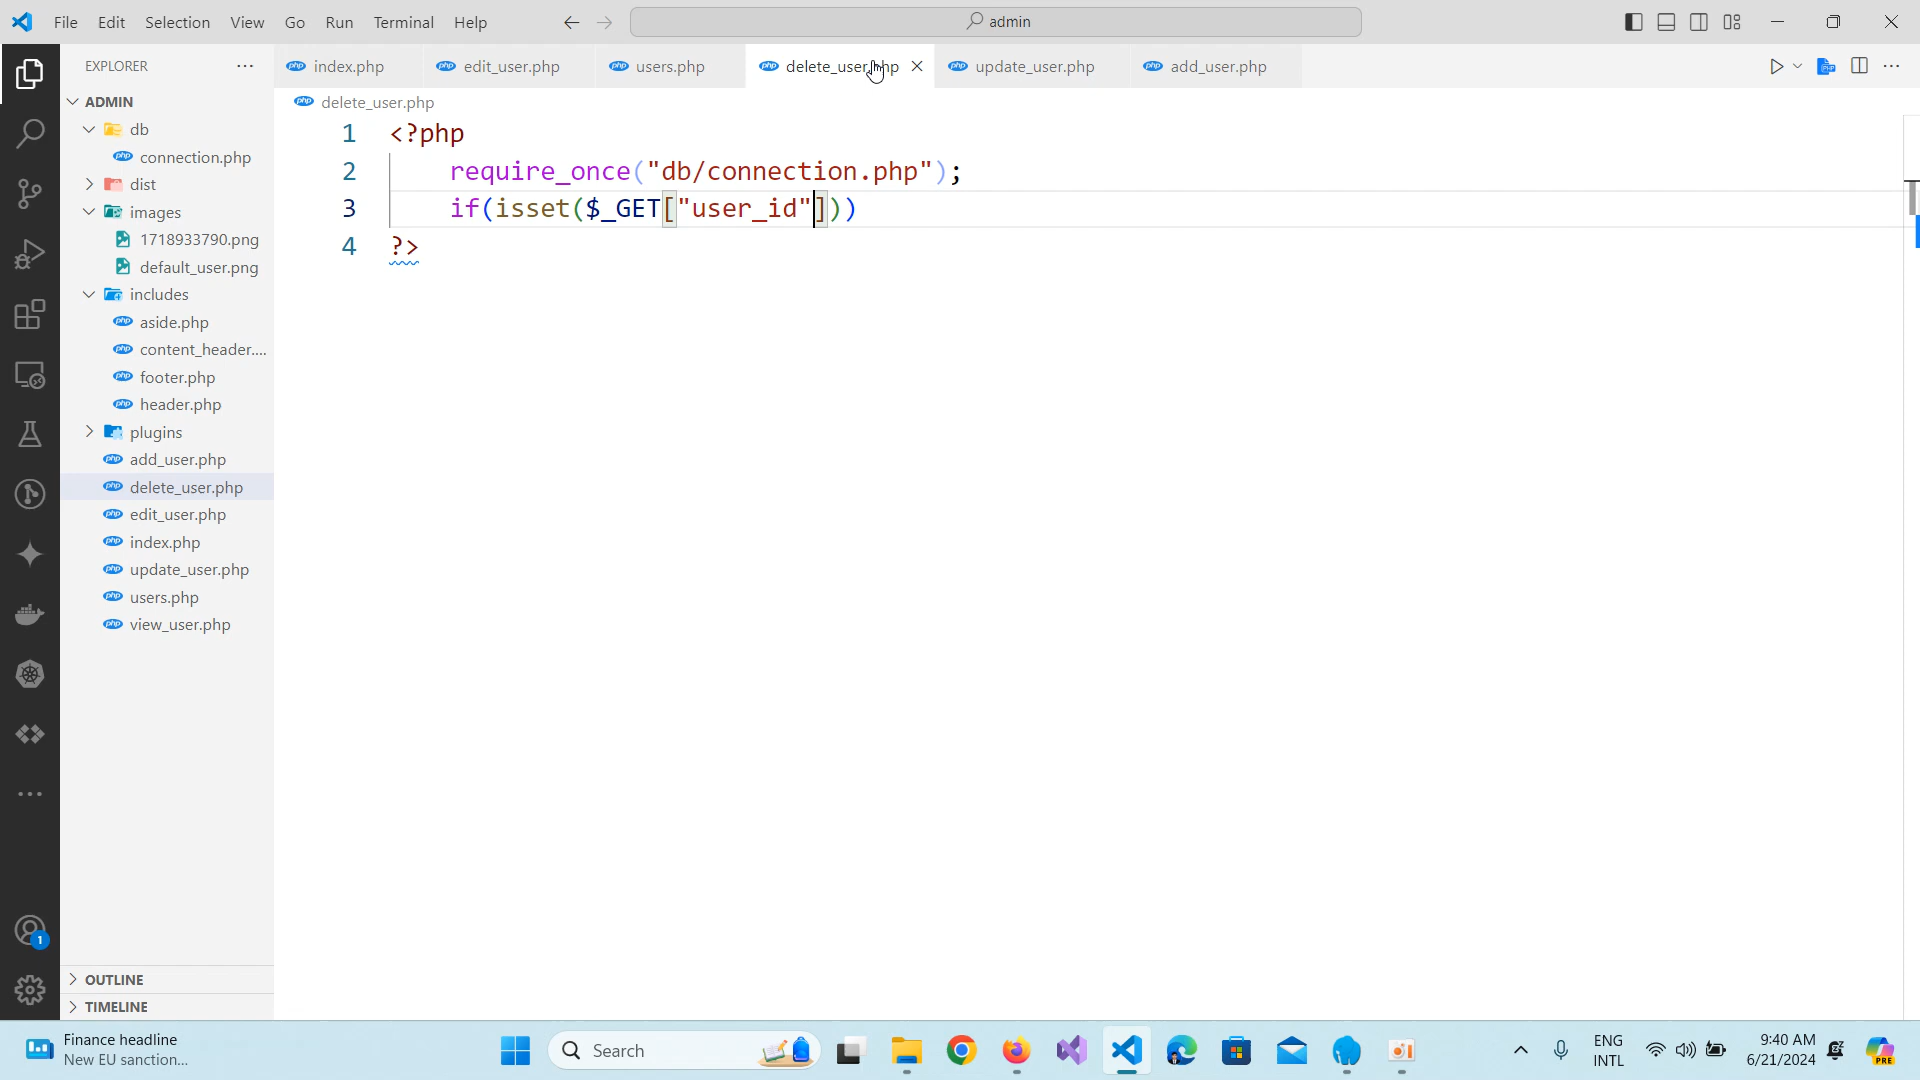 File Edit Selection View Go Run Terminal Help
admin
EXPLORER
index.php
edit_user.php
users.php
delete_user.php
update_user.php
add_user.php
delete_user.php
ADMIN
db
connection.php
dist
images
1718933790.png
default_user.png
includes
aside.php
content_header....
footer.php
header.php
plugins
add_user.php
delete_user.php
edit_user.php
index.php
update_user.php
users.php
view_user.php
1 <?php
2 require_once("db/connection.php");
3 if(isset($_GET["user_id"]))
4 ?>
1
OUTLINE
TIMELINE
Finance headline
New EU sanction...
Search
ENG
INTL
9:40 AM
6/21/2024
PRE